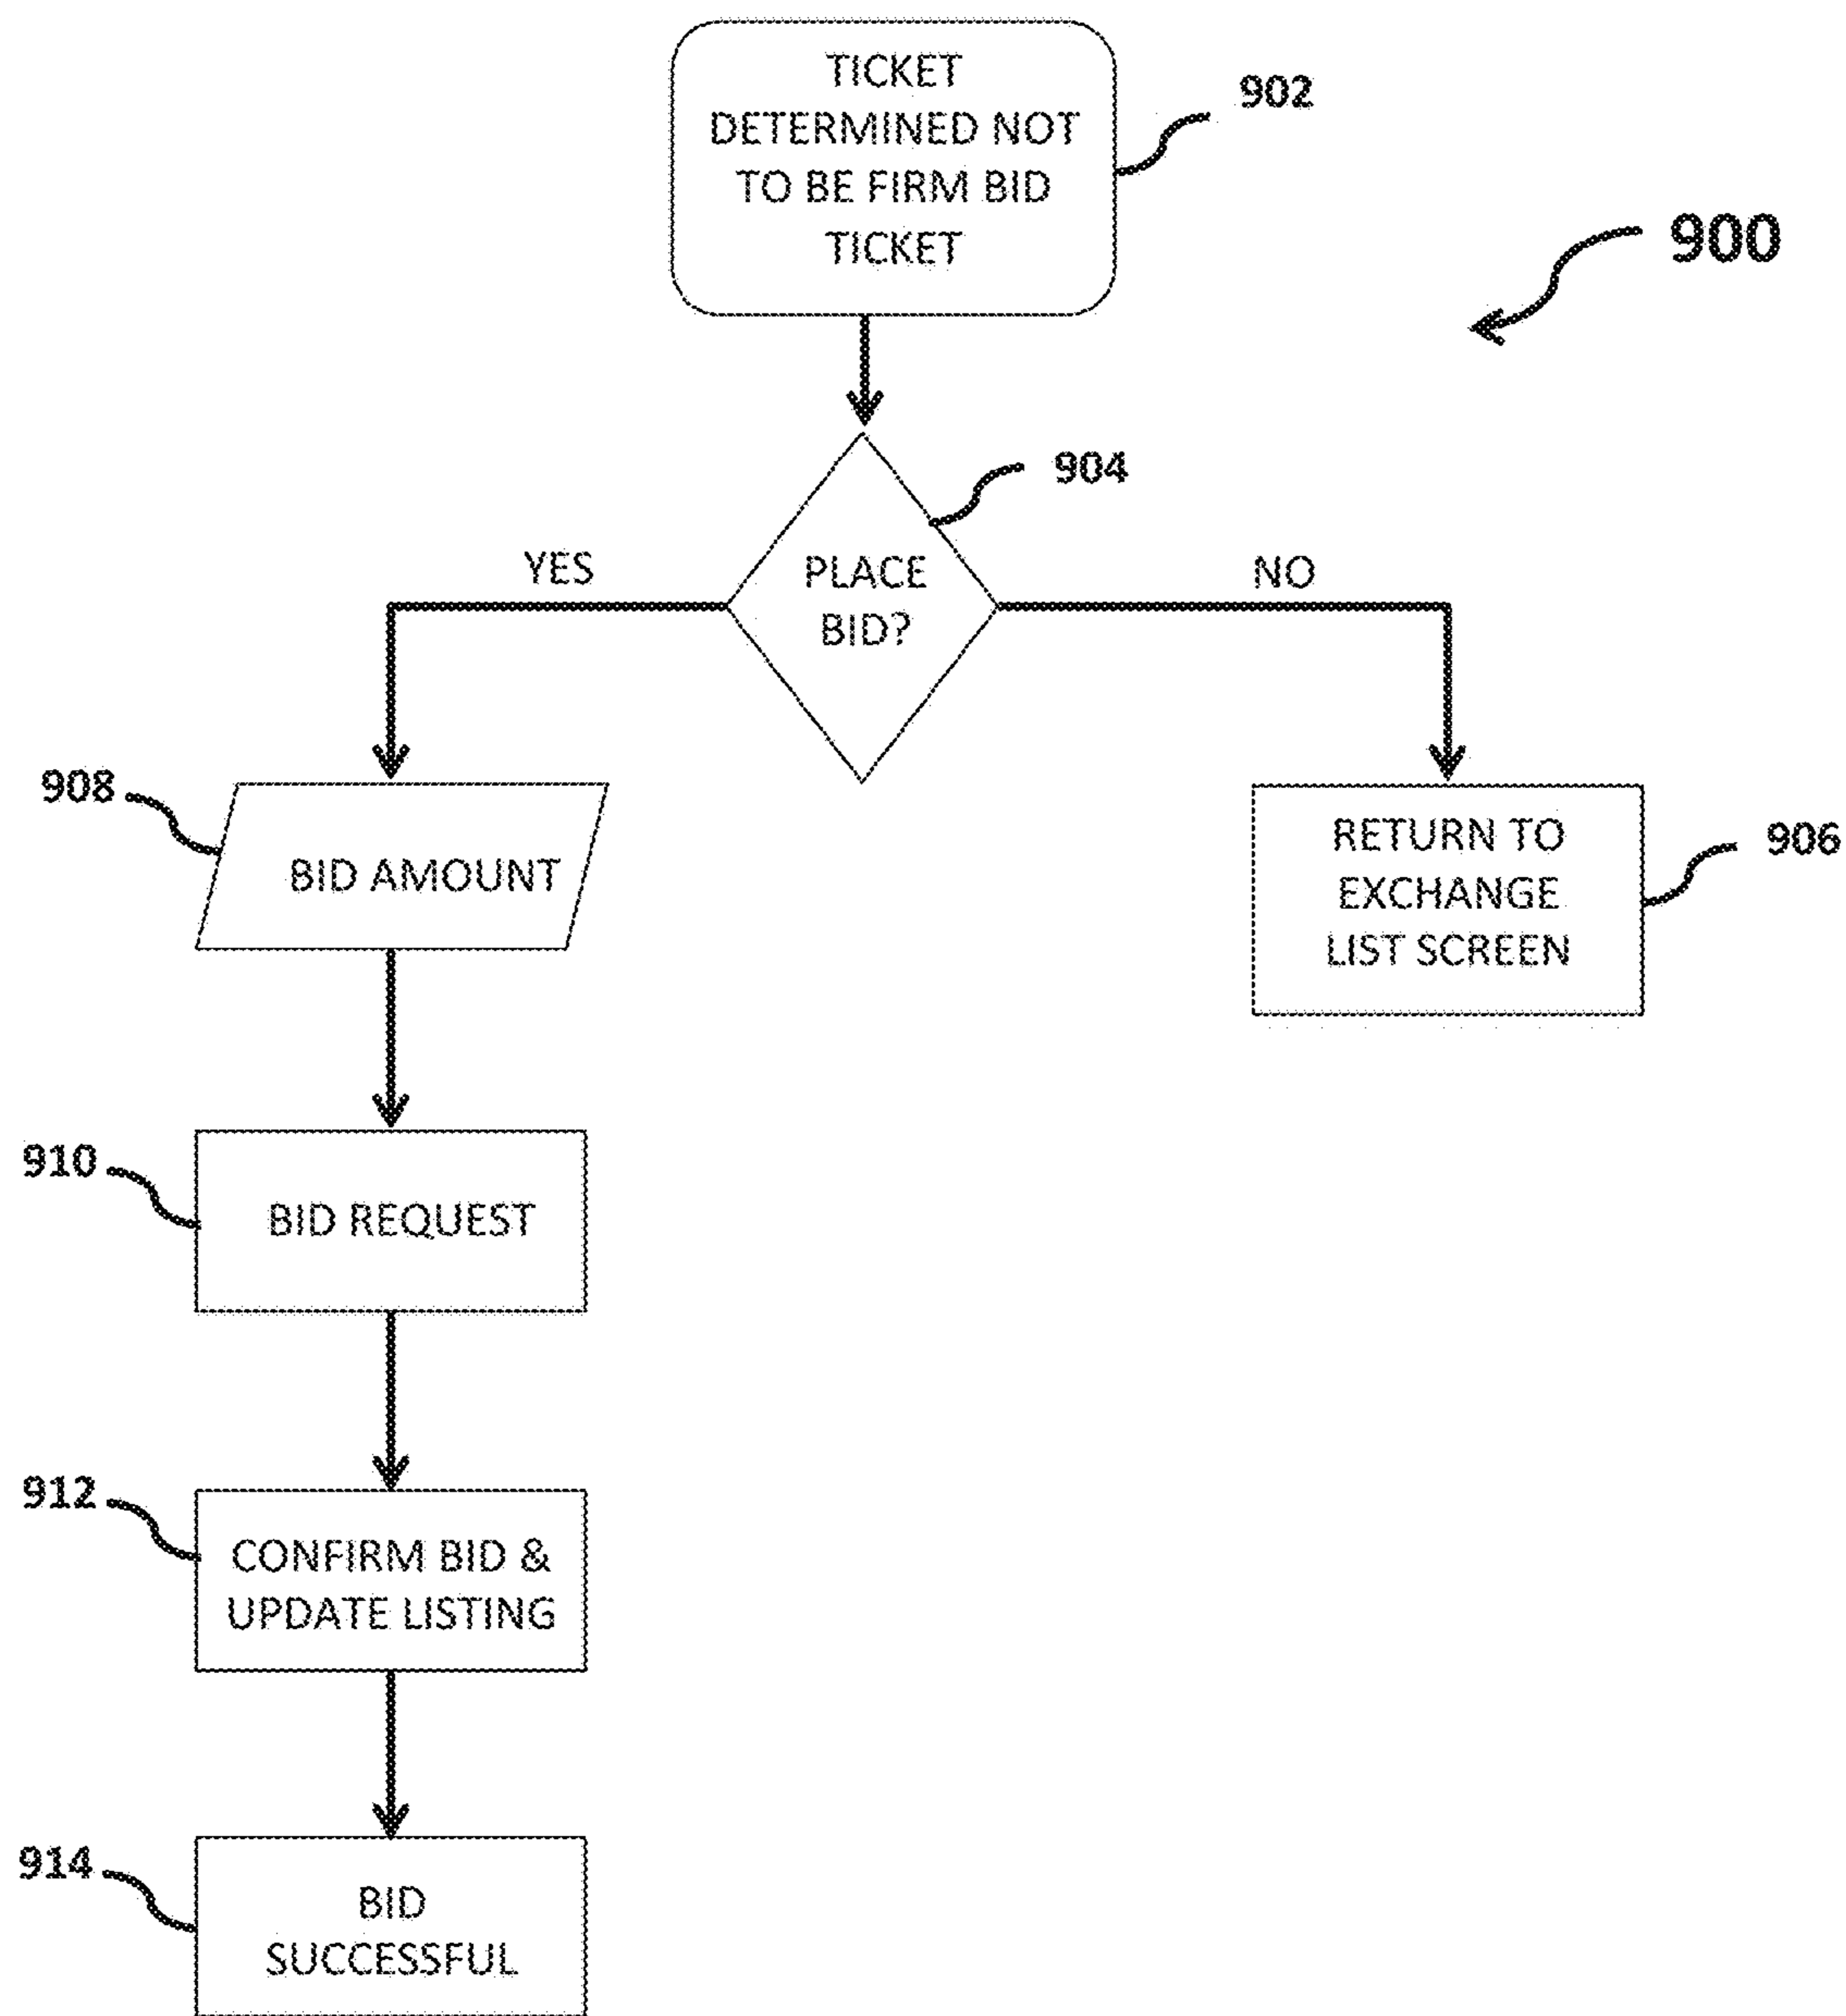 TICKET
DETERMINED NOT
TO BE FIRM BID
TICKET
902
900
904
PLACE
BID?
YES
NO
908
BID AMOUNT
RETURN TO
EXCHANGE
LIST SCREEN
906
910
BID REQUEST
912
CONFIRM BID &
UPDATE LISTING
914
BID
SUCCESSFUL